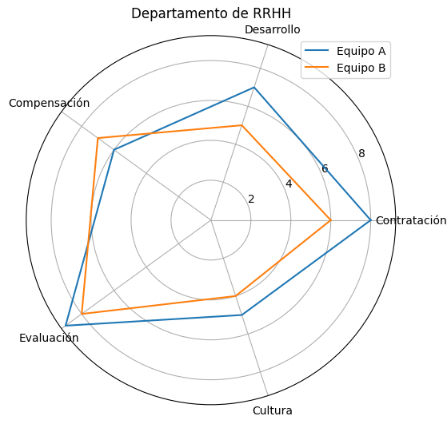 Departamento de RRHH
Desarrollo
Equipo A
Equipo B
Compensación
8
6
4
2
Contratación
Evaluación
Cultura